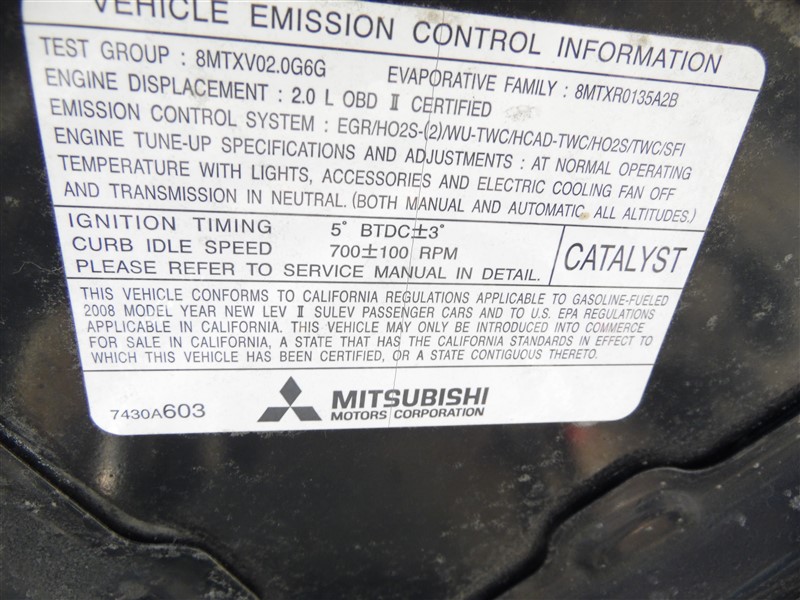 VEHICLE EMISSION CONTROL INFORMATION
TEST GROUP : 8MTXV02.0G6G EVAPORATIVE FAMILY : 8MTXR0135A2B
ENGINE DISPLACEMENT : 2.0 L OBD Ⅱ CERTIFIED
EMISSION CONTROL SYSTEM : EGR/HO2S-(2)/WU-TWC/HCAD-TWC/HO2S/TWC/SFI
ENGINE TUNE-UP SPECIFICATIONS AND ADJUSTMENTS : AT NORMAL OPERATING
TEMPERATURE WITH LIGHTS, ACCESSORIES AND ELECTRIC COOLING FAN OFF
AND TRANSMISSION IN NEUTRAL. (BOTH MANUAL AND AUTOMATIC, ALL ALTITUDES.)
IGNITION TIMING 5° BTDC±3°
CURB IDLE SPEED 700±100 RPM
PLEASE REFER TO SERVICE MANUAL IN DETAIL.
CATALYST
THIS VEHICLE CONFORMS TO CALIFORNIA REGULATIONS APPLICABLE TO GASOLINE-FUELED
2008 MODEL YEAR NEW LEV Ⅱ SULEV PASSENGER CARS AND TO U.S. EPA REGULATIONS
APPLICABLE IN CALIFORNIA. THIS VEHICLE MAY ONLY BE INTRODUCED INTO COMMERCE
FOR SALE IN CALIFORNIA, A STATE THAT HAS THE CALIFORNIA STANDARDS IN EFFECT TO
WHICH THIS VEHICLE HAS BEEN CERTIFIED, OR A STATE CONTIGUOUS THERETO.
7430A603 MITSUBISHI
MOTORS CORPORATION